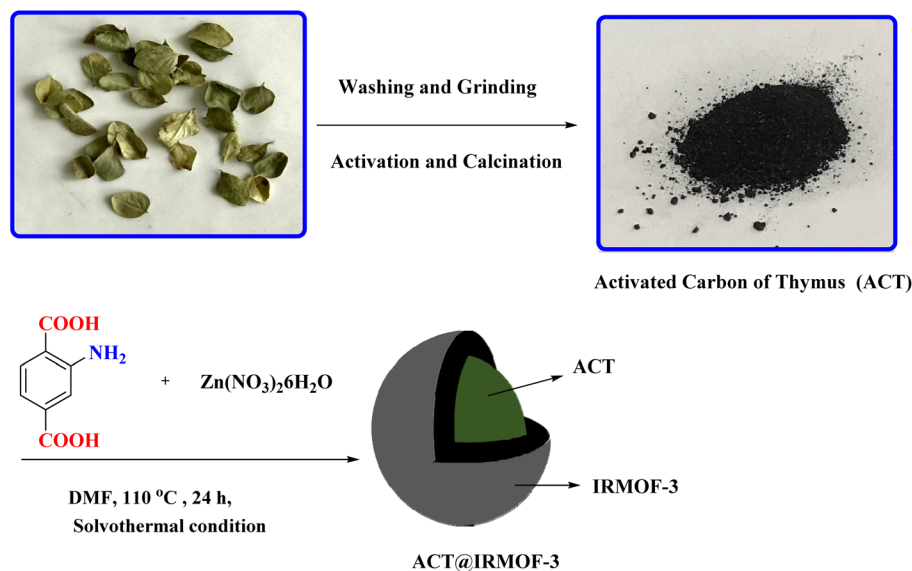 Washing and Grinding
Activation and Calcination
Activated Carbon of Thymus (ACT)
COOH
NH₂
COOH
+
Zn(NO₃)₂6H₂O
DMF, 110 °C , 24 h,
Solvothermal condition
ACT
IRMOF-3
ACT@IRMOF-3